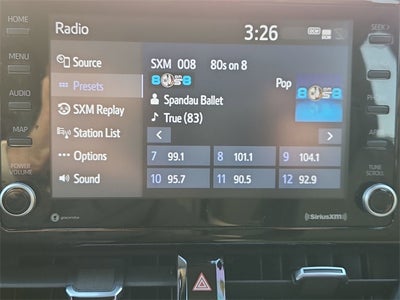 HOME
MENU
AUDIO
MAP
POWER
VOLUME
Radio
3:26
SEEK >
Source
Presets
SXM Replay
Station List
Options
Sound
SXM 008 80s on 8
Pop
Spandau Ballet
True (83)
< >
7 99.1
8 101.1
9 104.1
10 95.7
11 90.5
12 92.9
TUNE
SCROLL
gracenote
SiriusXM